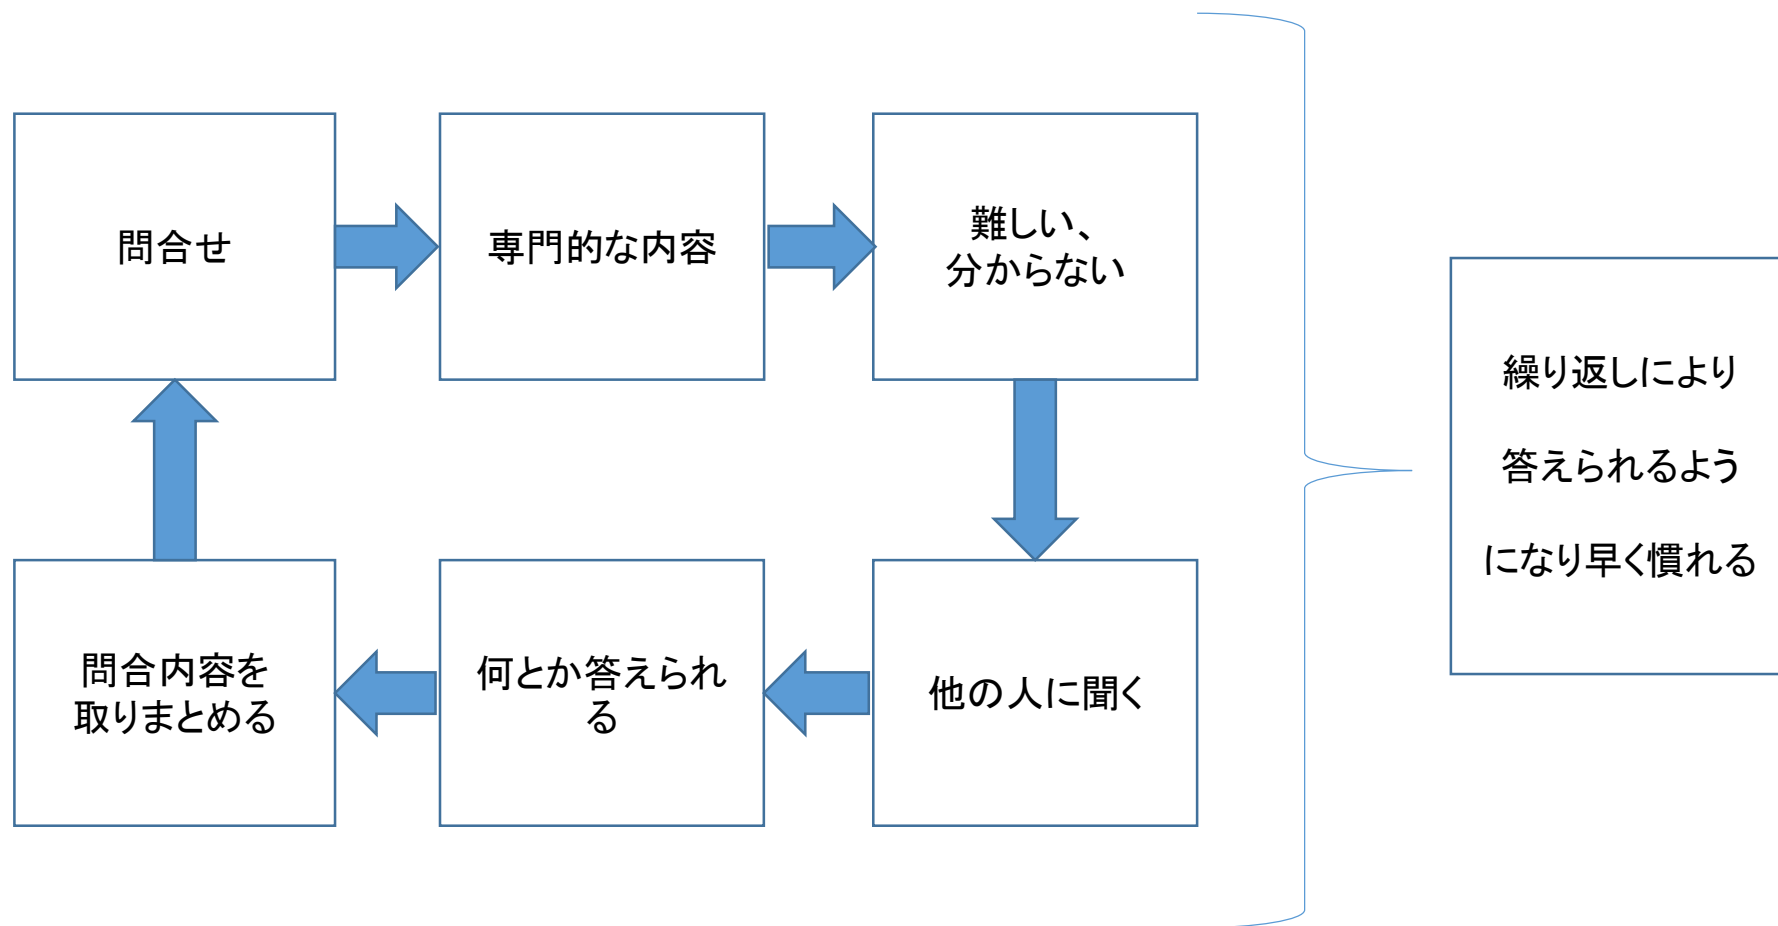 問合せ
専門的な内容
難しい、
分からない
他の人に聞く
何とか答えられ
る
問合内容を
取りまとめる
繰り返しにより
答えられるよう
になり早く慣れる